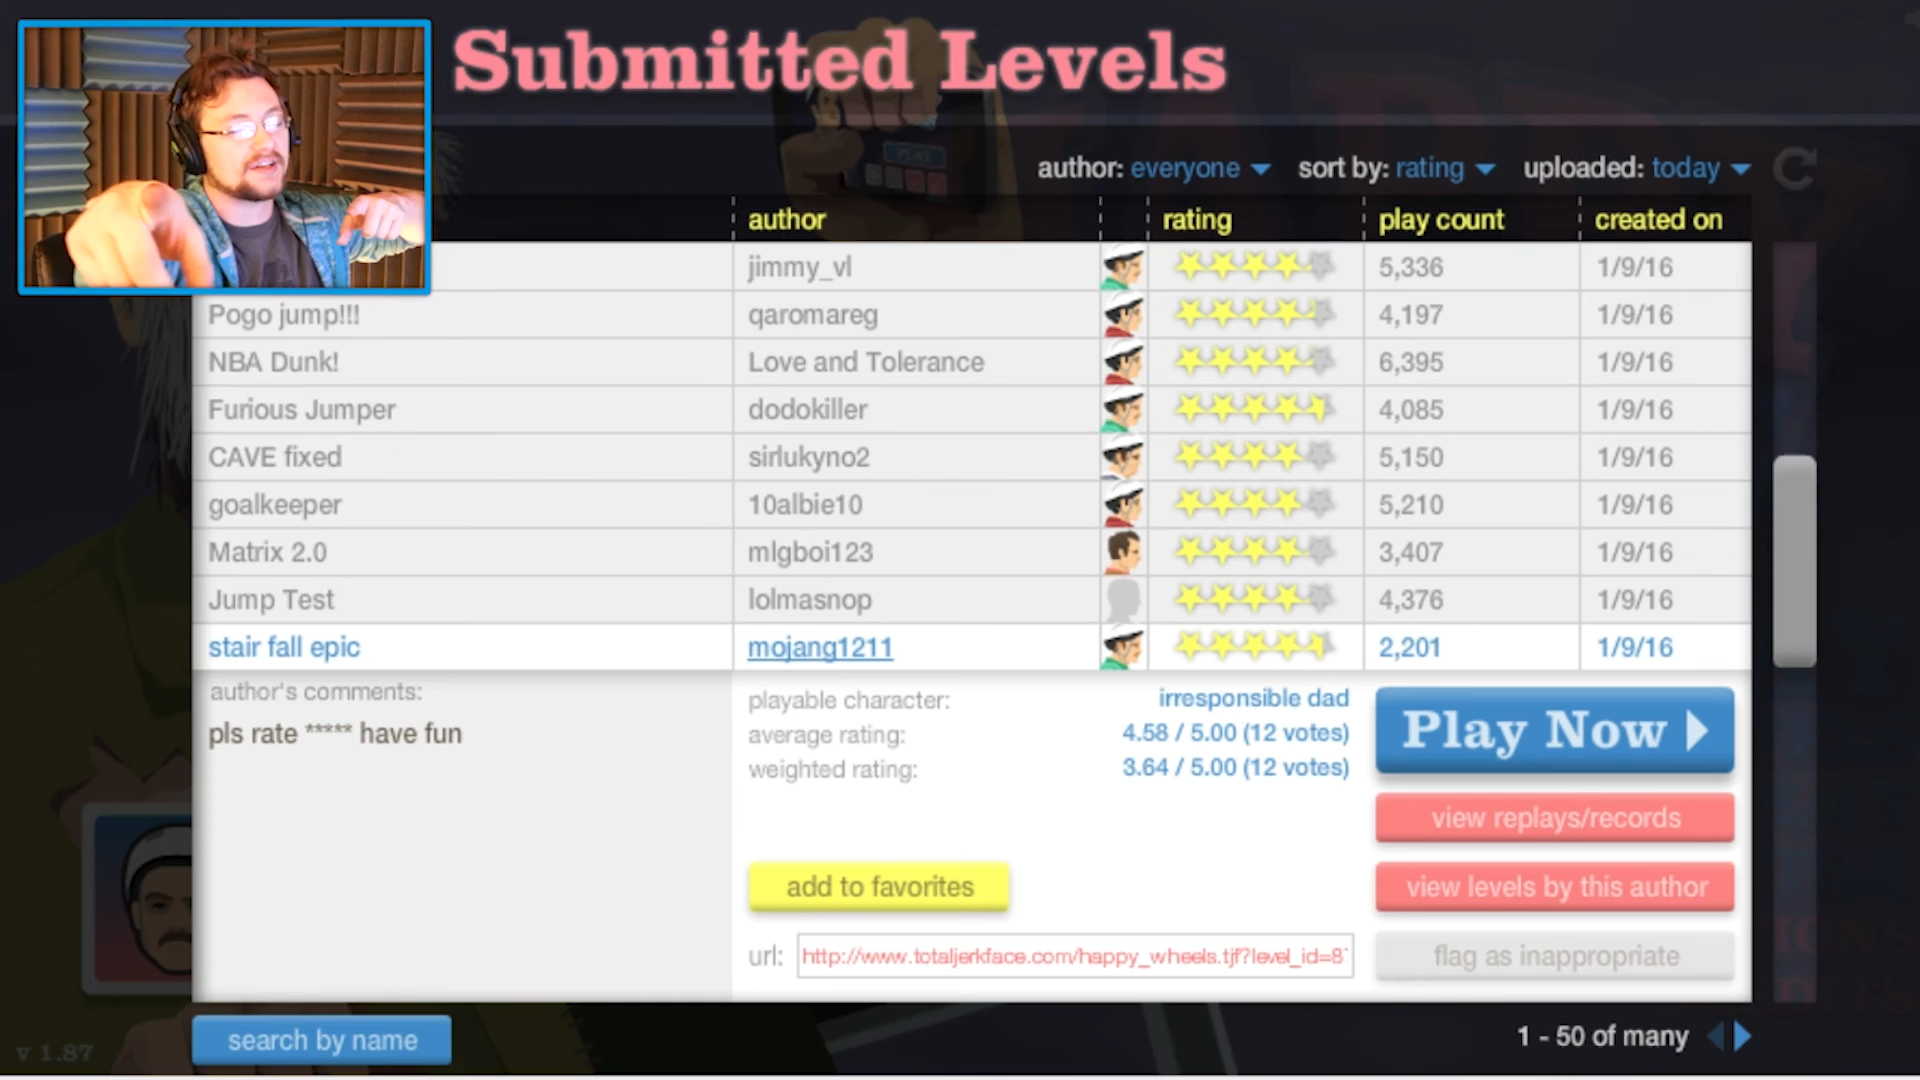 Submitted Levels
author: everyone sort by: rating uploaded: today
author rating play count created on
jimmy_vl 5,336 1/9/16
Pogo jump!!! qaromareg 4,197 1/9/16
NBA Dunk! Love and Tolerance 6,395 1/9/16
Furious Jumper dodokiller 4,085 1/9/16
CAVE fixed sirlukyno2 5,150 1/9/16
goalkeeper 10albie10 5,210 1/9/16
Matrix 2.0 mlgboi123 3,407 1/9/16
Jump Test lolmasnop 4,376 1/9/16
stair fall epic mojang1211 2,201 1/9/16
author's comments:
pls rate ***** have fun
playable character: irresponsible dad
average rating: 4.58 / 5.00 (12 votes)
weighted rating: 3.64 / 5.00 (12 votes)
Play Now
view replays/records
add to favorites
view levels by this author
url: http://www.totaljerkface.com/happy_wheels.tjf?level_id=8
flag as inappropriate
search by name
1 - 50 of many
v 1.87
PLAY